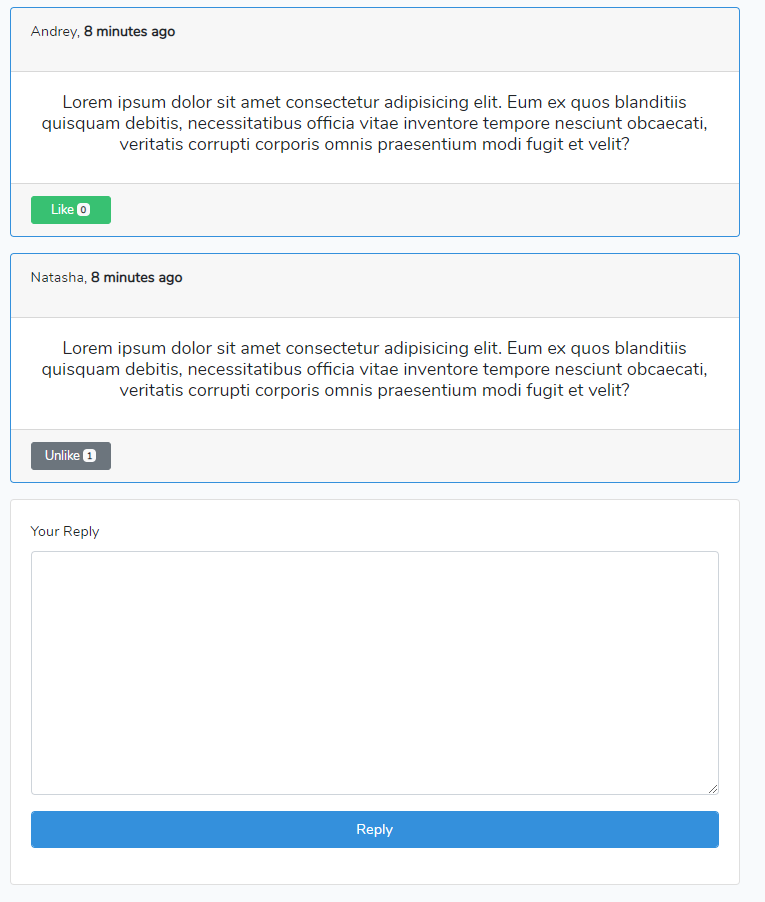 Andrey, 8 minutes ago
Lorem ipsum dolor sit amet consectetur adipisicing elit. Eum ex quos blanditiis
quisquam debitis, necessitatibus officia vitae inventore tempore nesciunt obcaecati,
veritatis corrupti corporis omnis praesentium modi fugit et velit?
Like 0
Natasha, 8 minutes ago
Lorem ipsum dolor sit amet consectetur adipisicing elit. Eum ex quos blanditiis
quisquam debitis, necessitatibus officia vitae inventore tempore nesciunt obcaecati,
veritatis corrupti corporis omnis praesentium modi fugit et velit?
Unlike 1
Your Reply
Reply